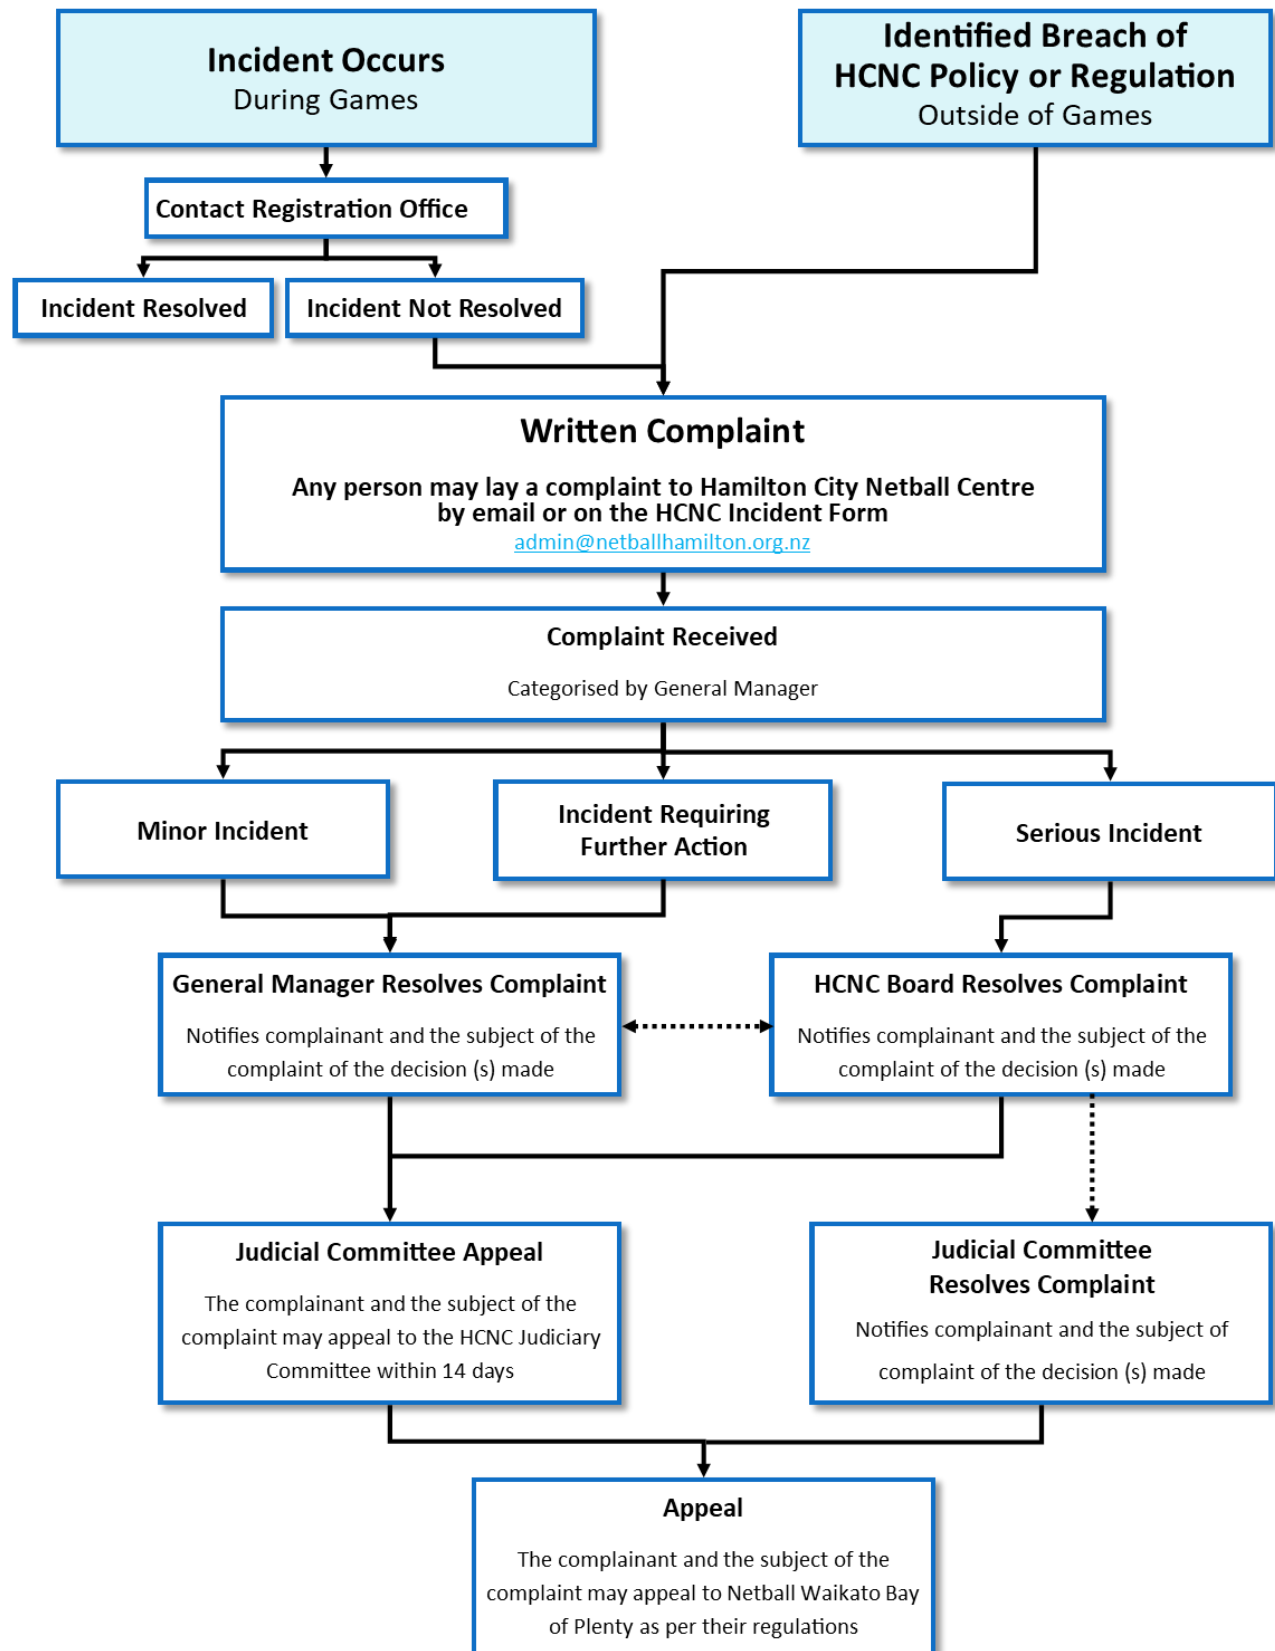 Incident Occurs
During Games
Identified Breach of
HCNC Policy or Regulation
Outside of Games
Contact Registration Office
Incident Resolved
Incident Not Resolved
Written Complaint
Any person may lay a complaint to Hamilton City Netball Centre
by email or on the HCNC Incident Form
admin@netballhamilton.org.nz
Complaint Received
Categorised by General Manager
Minor Incident
Incident Requiring
Further Action
Serious Incident
General Manager Resolves Complaint
Notifies complainant and the subject of the
complaint of the decision (s) made
HCNC Board Resolves Complaint
Notifies complainant and the subject of the
complaint of the decision (s) made
Judicial Committee Appeal
The complainant and the subject of the
complaint may appeal to the HCNC Judiciary
Committee within 14 days
Judicial Committee
Resolves Complaint
Notifies complainant and the subject of
complaint of the decision (s) made
Appeal
The complainant and the subject of the
complaint may appeal to Netball Waikato Bay
of Plenty as per their regulations